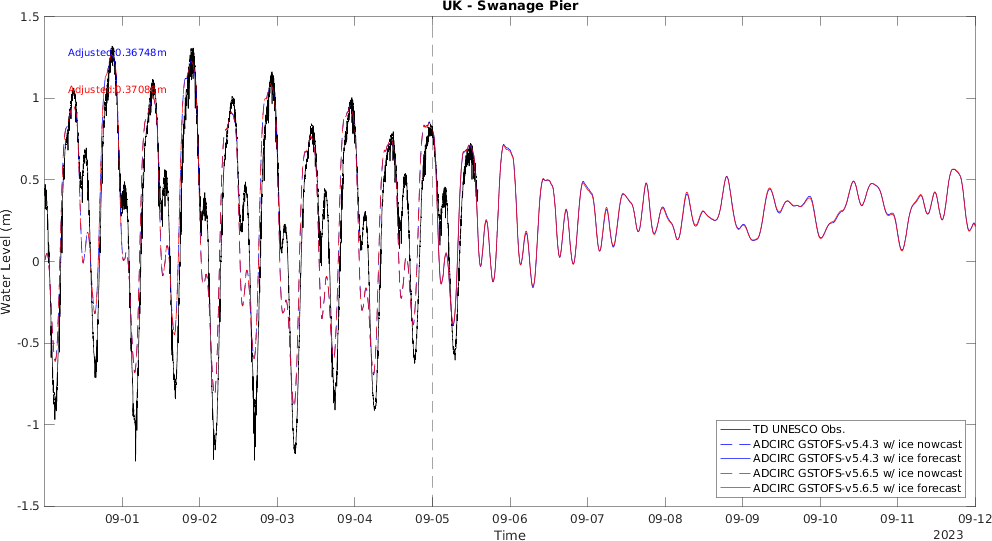 UK - Swanage Pier
1.5
1
0.5
0
-0.5
-1
-1.5
Water Level (m)
Adjusted:0.36748m
Adjusted:0.3708 m
TD UNESCO Obs.
ADCIRC GSTOFS-v5.4.3 w/ ice nowcast
ADCIRC GSTOFS-v5.4.3 w/ ice forecast
ADCIRC GSTOFS-v5.6.5 w/ ice nowcast
ADCIRC GSTOFS-v5.6.5 w/ ice forecast
09-01 09-02 09-03 09-04 09-05 09-06 09-07 09-08 09-09 09-10 09-11 09-12
Time
2023